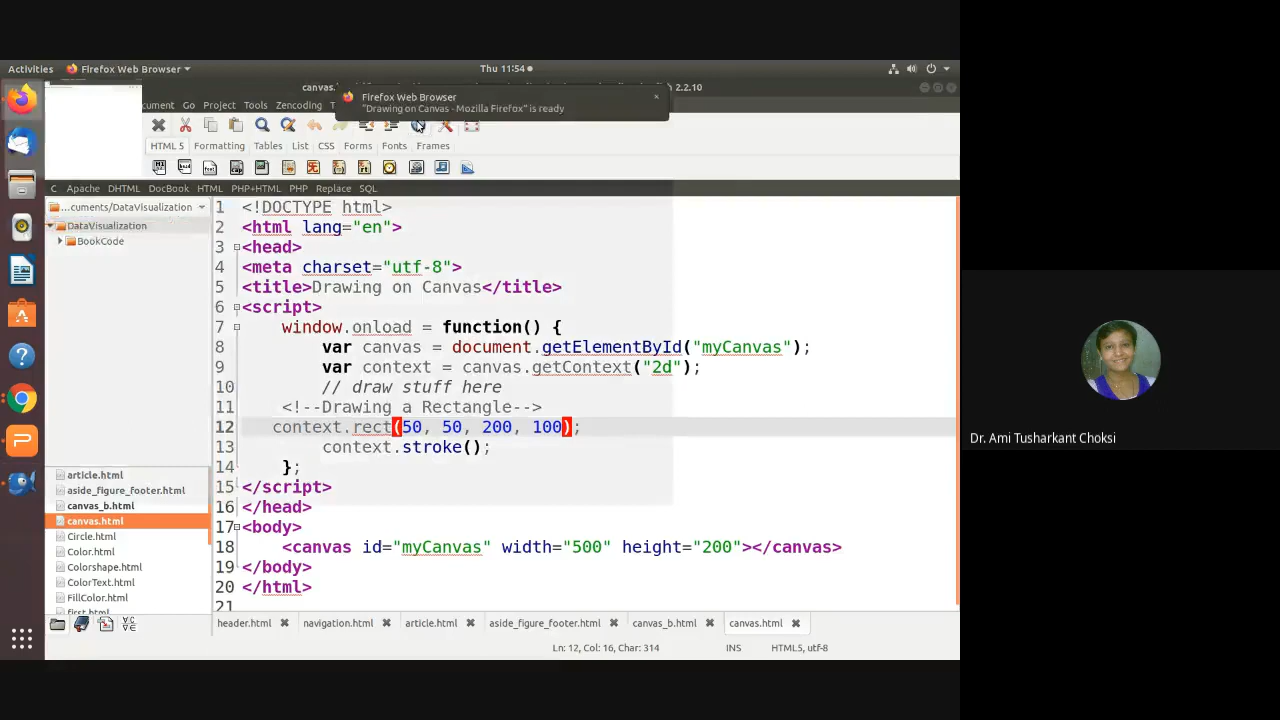 Activities Firefox Web Browser Thu 11:54
canvas. 2.2.10
Firefox Web Browser
"Drawing on Canvas - Mozilla Firefox" is ready
cument Go Project Tools Zencoding
HTML 5 Formatting Tables List CSS Forms Fonts Frames
C Apache DHTML DocBook HTML PHP+HTML PHP Replace SQL
...cuments/DataVisualization
DataVisualization
BookCode
1 <!DOCTYPE html>
2 <html lang="en">
3 <head>
4 <meta charset="utf-8">
5 <title>Drawing on Canvas</title>
6 <script>
7 window.onload = function() {
8 var canvas = document.getElementById("myCanvas");
9 var context = canvas.getContext("2d");
10 // draw stuff here
11 <!--Drawing a Rectangle-->
12 context.rect(50, 50, 200, 100);
13 context.stroke();
14 };
15 </script>
16 </head>
17 <body>
18 <canvas id="myCanvas" width="500" height="200"></canvas>
19 </body>
20 </html>
21
article.html
aside_figure_footer.html
canvas_b.html
canvas.html
Circle.html
Color.html
Colorshape.html
ColorText.html
FillColor.html
first.html
header.html navigation.html article.html aside_figure_footer.html canvas_b.html canvas.html
Ln: 12, Col: 16, Char: 314 INS HTML5, utf-8
Dr. Ami Tusharkant Choksi